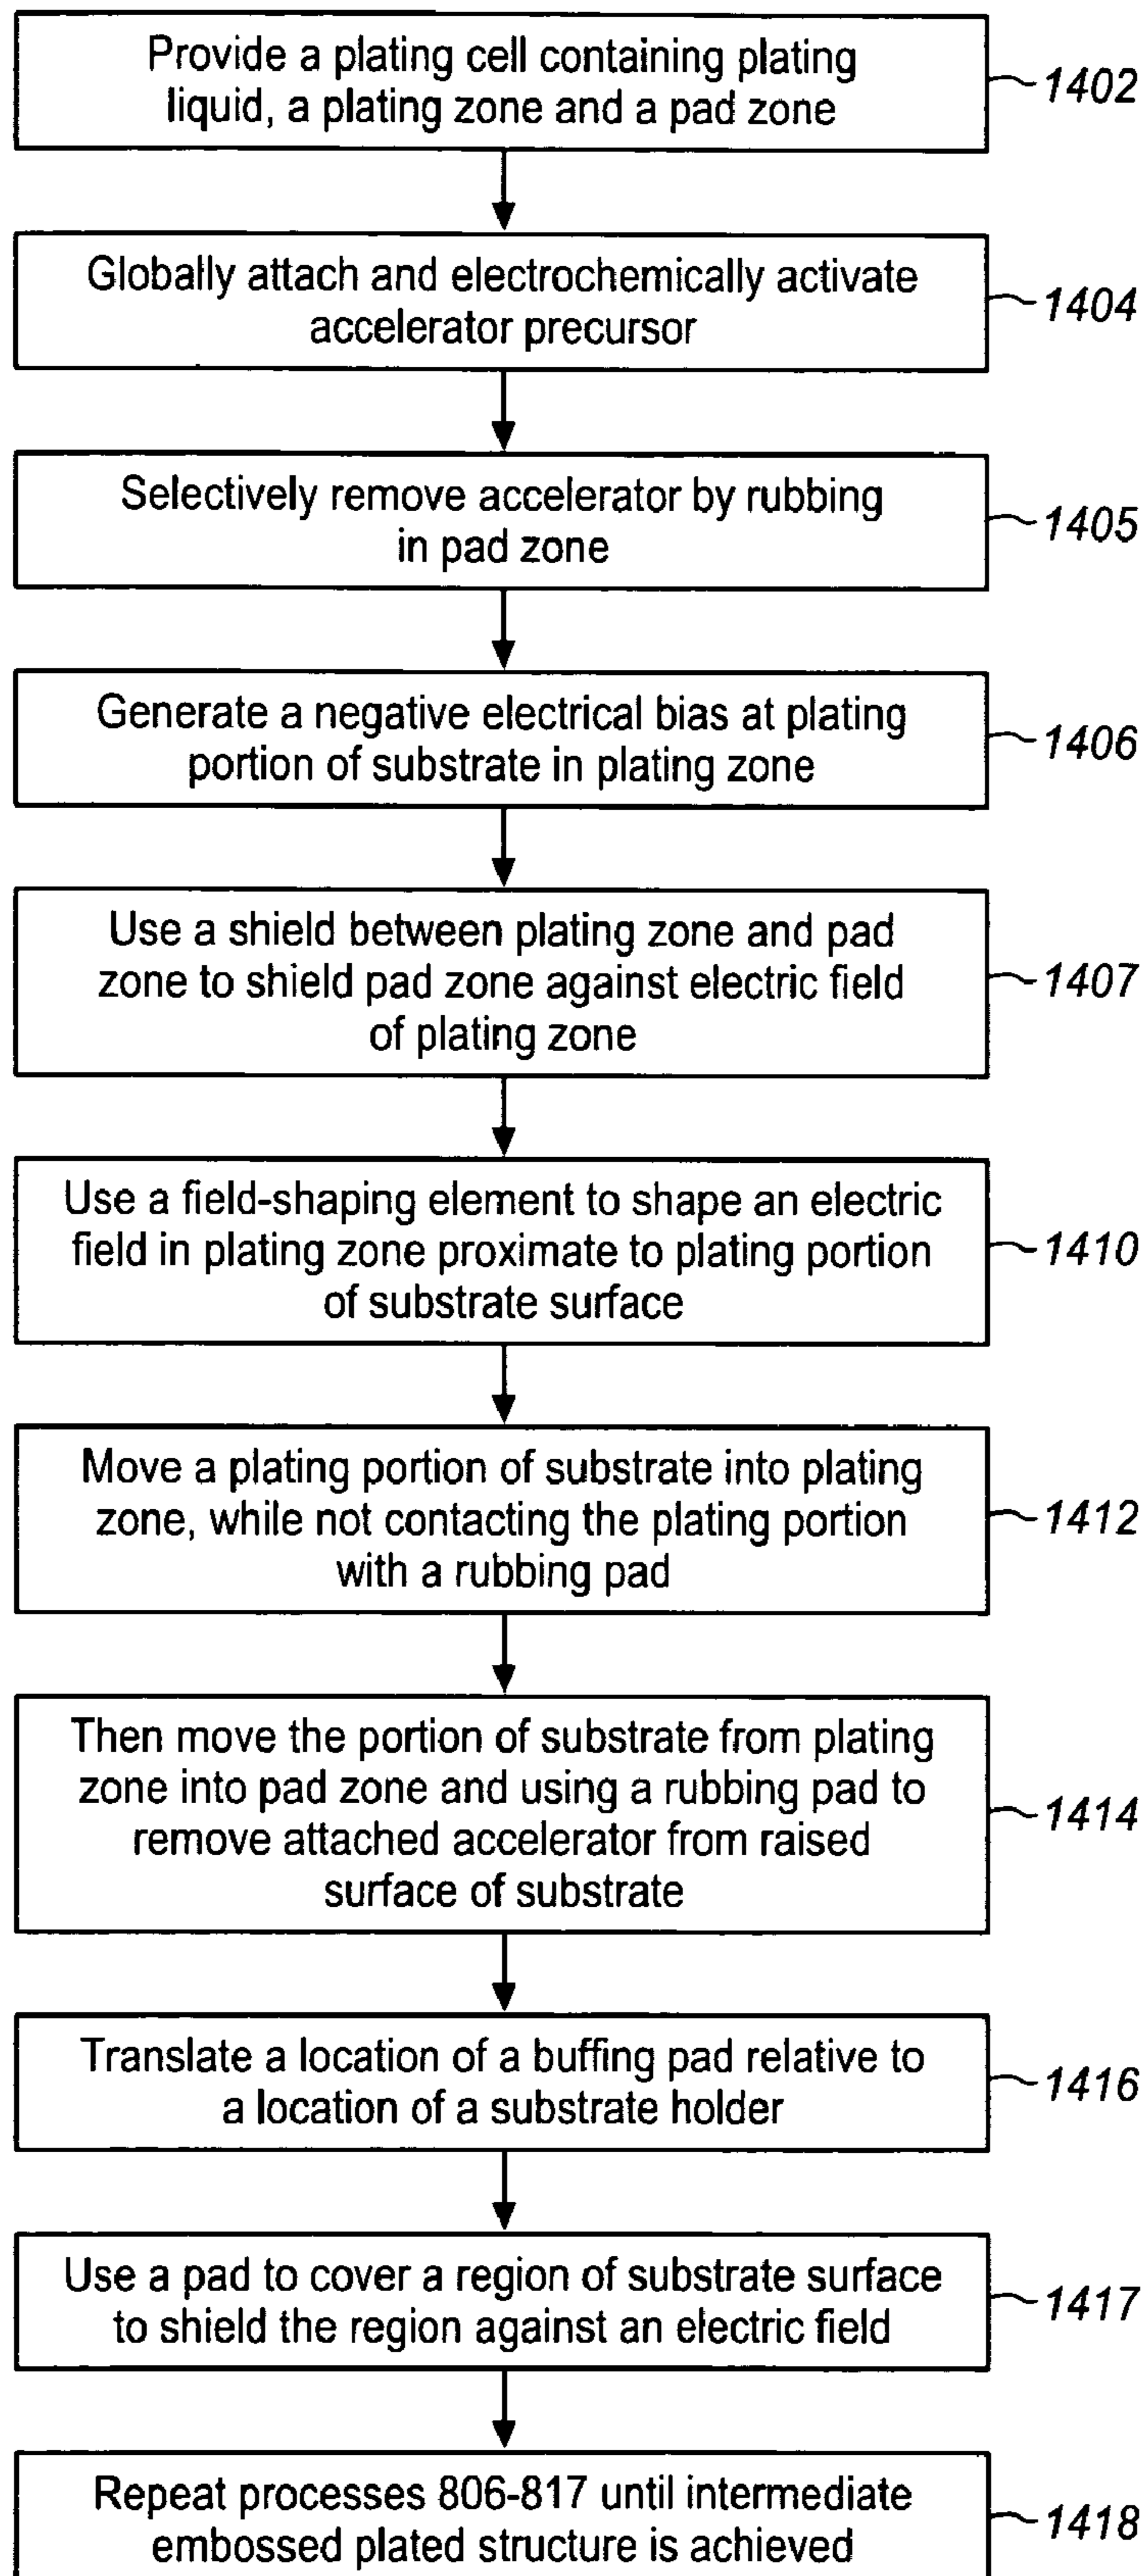 Provide a plating cell containing plating
liquid, a plating zone and a pad zone
1402
Globally attach and electrochemically activate
accelerator precursor
1404
Selectively remove accelerator by rubbing
in pad zone
1405
Generate a negative electrical bias at plating
portion of substrate in plating zone
1406
Use a shield between plating zone and pad
zone to shield pad zone against electric field
of plating zone
1407
Use a field-shaping element to shape an electric
field in plating zone proximate to plating portion
of substrate surface
1410
Move a plating portion of substrate into plating
zone, while not contacting the plating portion
with a rubbing pad
1412
Then move the portion of substrate from plating
zone into pad zone and using a rubbing pad to
remove attached accelerator from raised
surface of substrate
1414
Translate a location of a buffing pad relative to
a location of a substrate holder
1416
Use a pad to cover a region of substrate surface
to shield the region against an electric field
1417
Repeat processes 806-817 until intermediate
embossed plated structure is achieved
1418